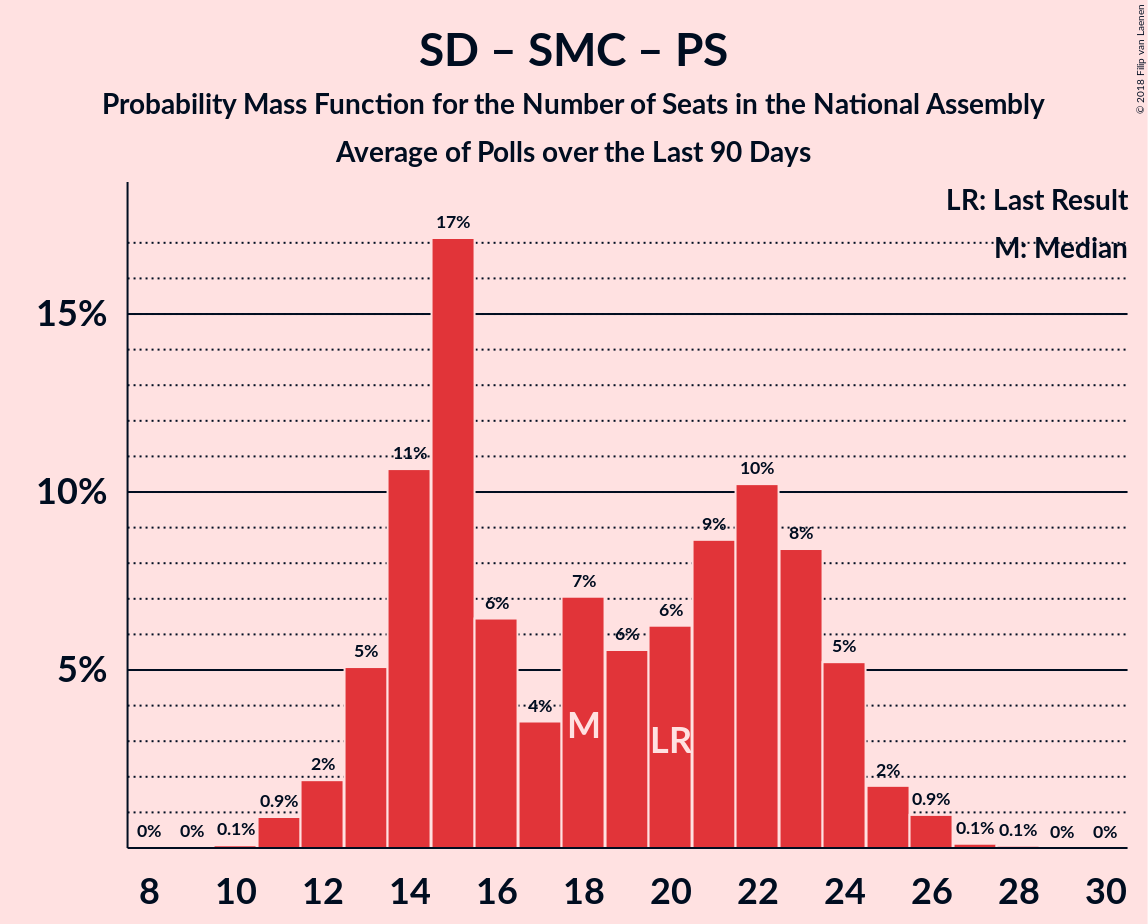 SD – SMC – PS
Probability Mass Function for the Number of Seats in the National Assembly
Average of Polls over the Last 90 Days
© 2018 Filip van Laenen
LR: Last Result
M: Median
15%
10%
5%
0%
0%
0.1%
0.9%
2%
5%
11%
17%
6%
4%
7%
6%
6%
9%
10%
8%
5%
2%
0.9%
0.1%
0.1%
0%
0%
M
LR
8 10 12 14 16 18 20 22 24 26 28 30